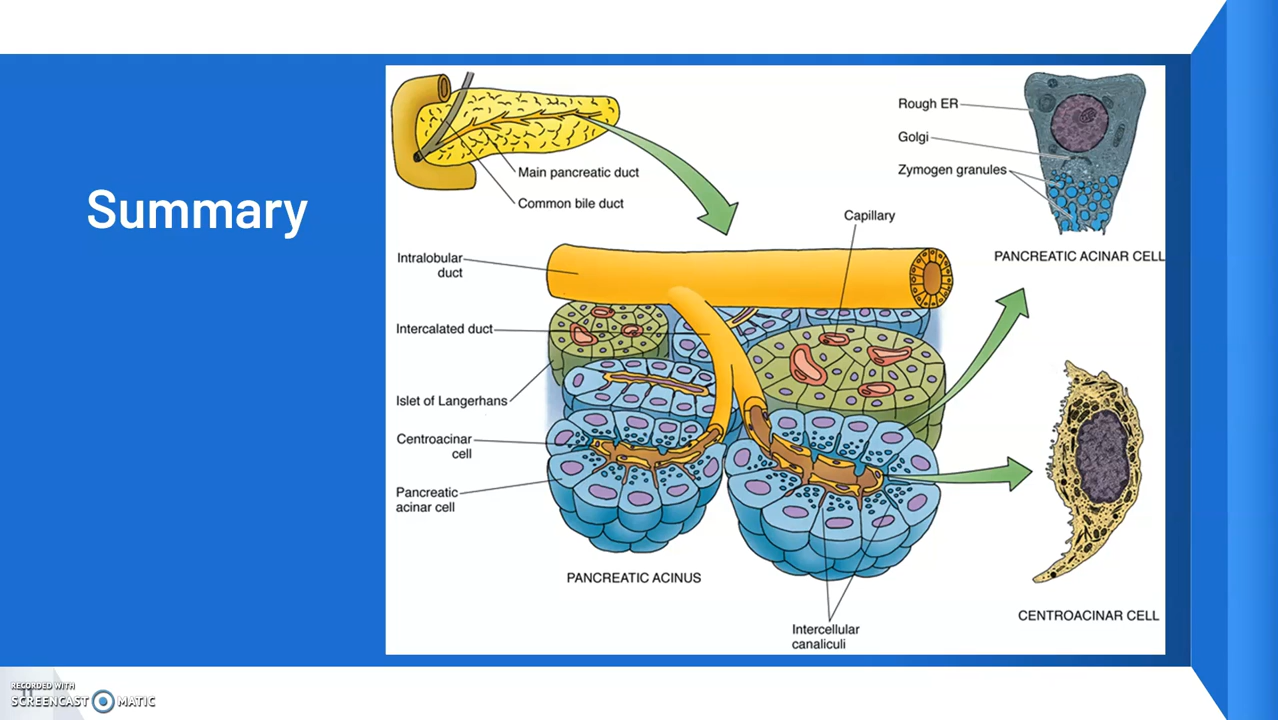 Summary
Main pancreatic duct
Common bile duct
Rough ER
Golgi
Zymogen granules
PANCREATIC ACINAR CELL
Capillary
Intralobular
duct
Intercalated duct
Islet of Langerhans
Centroacinar
cell
Pancreatic
acinar cell
PANCREATIC ACINUS
Intercellular
canaliculi
CENTROACINAR CELL
11
RECORDED WITH
SCREENCAST MATIC